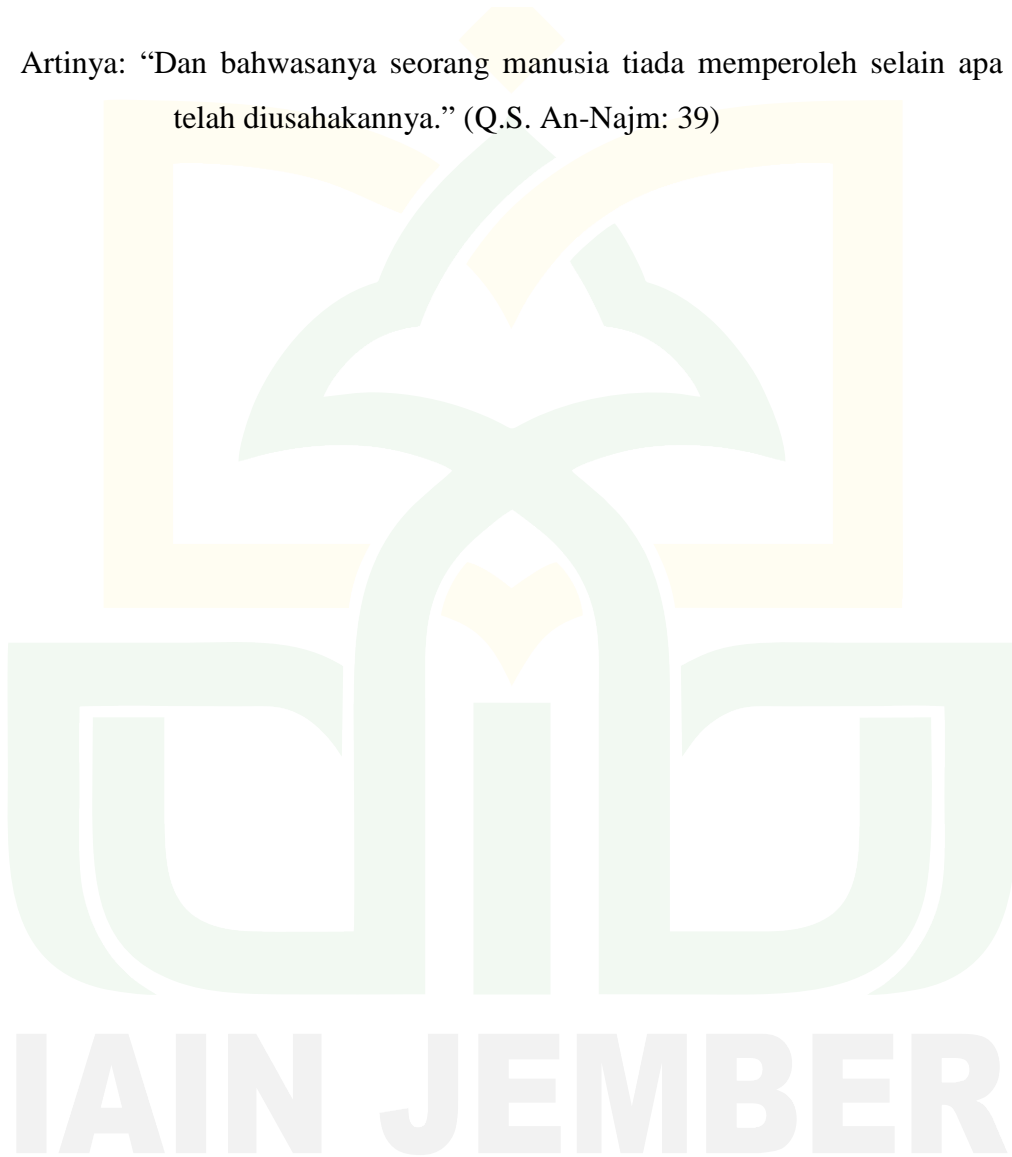 Artinya: “Dan bahwasanya seorang manusia tiada memperoleh selain apa
telah diusahakannya.” (Q.S. An-Najm: 39)
IAIN JEMBER